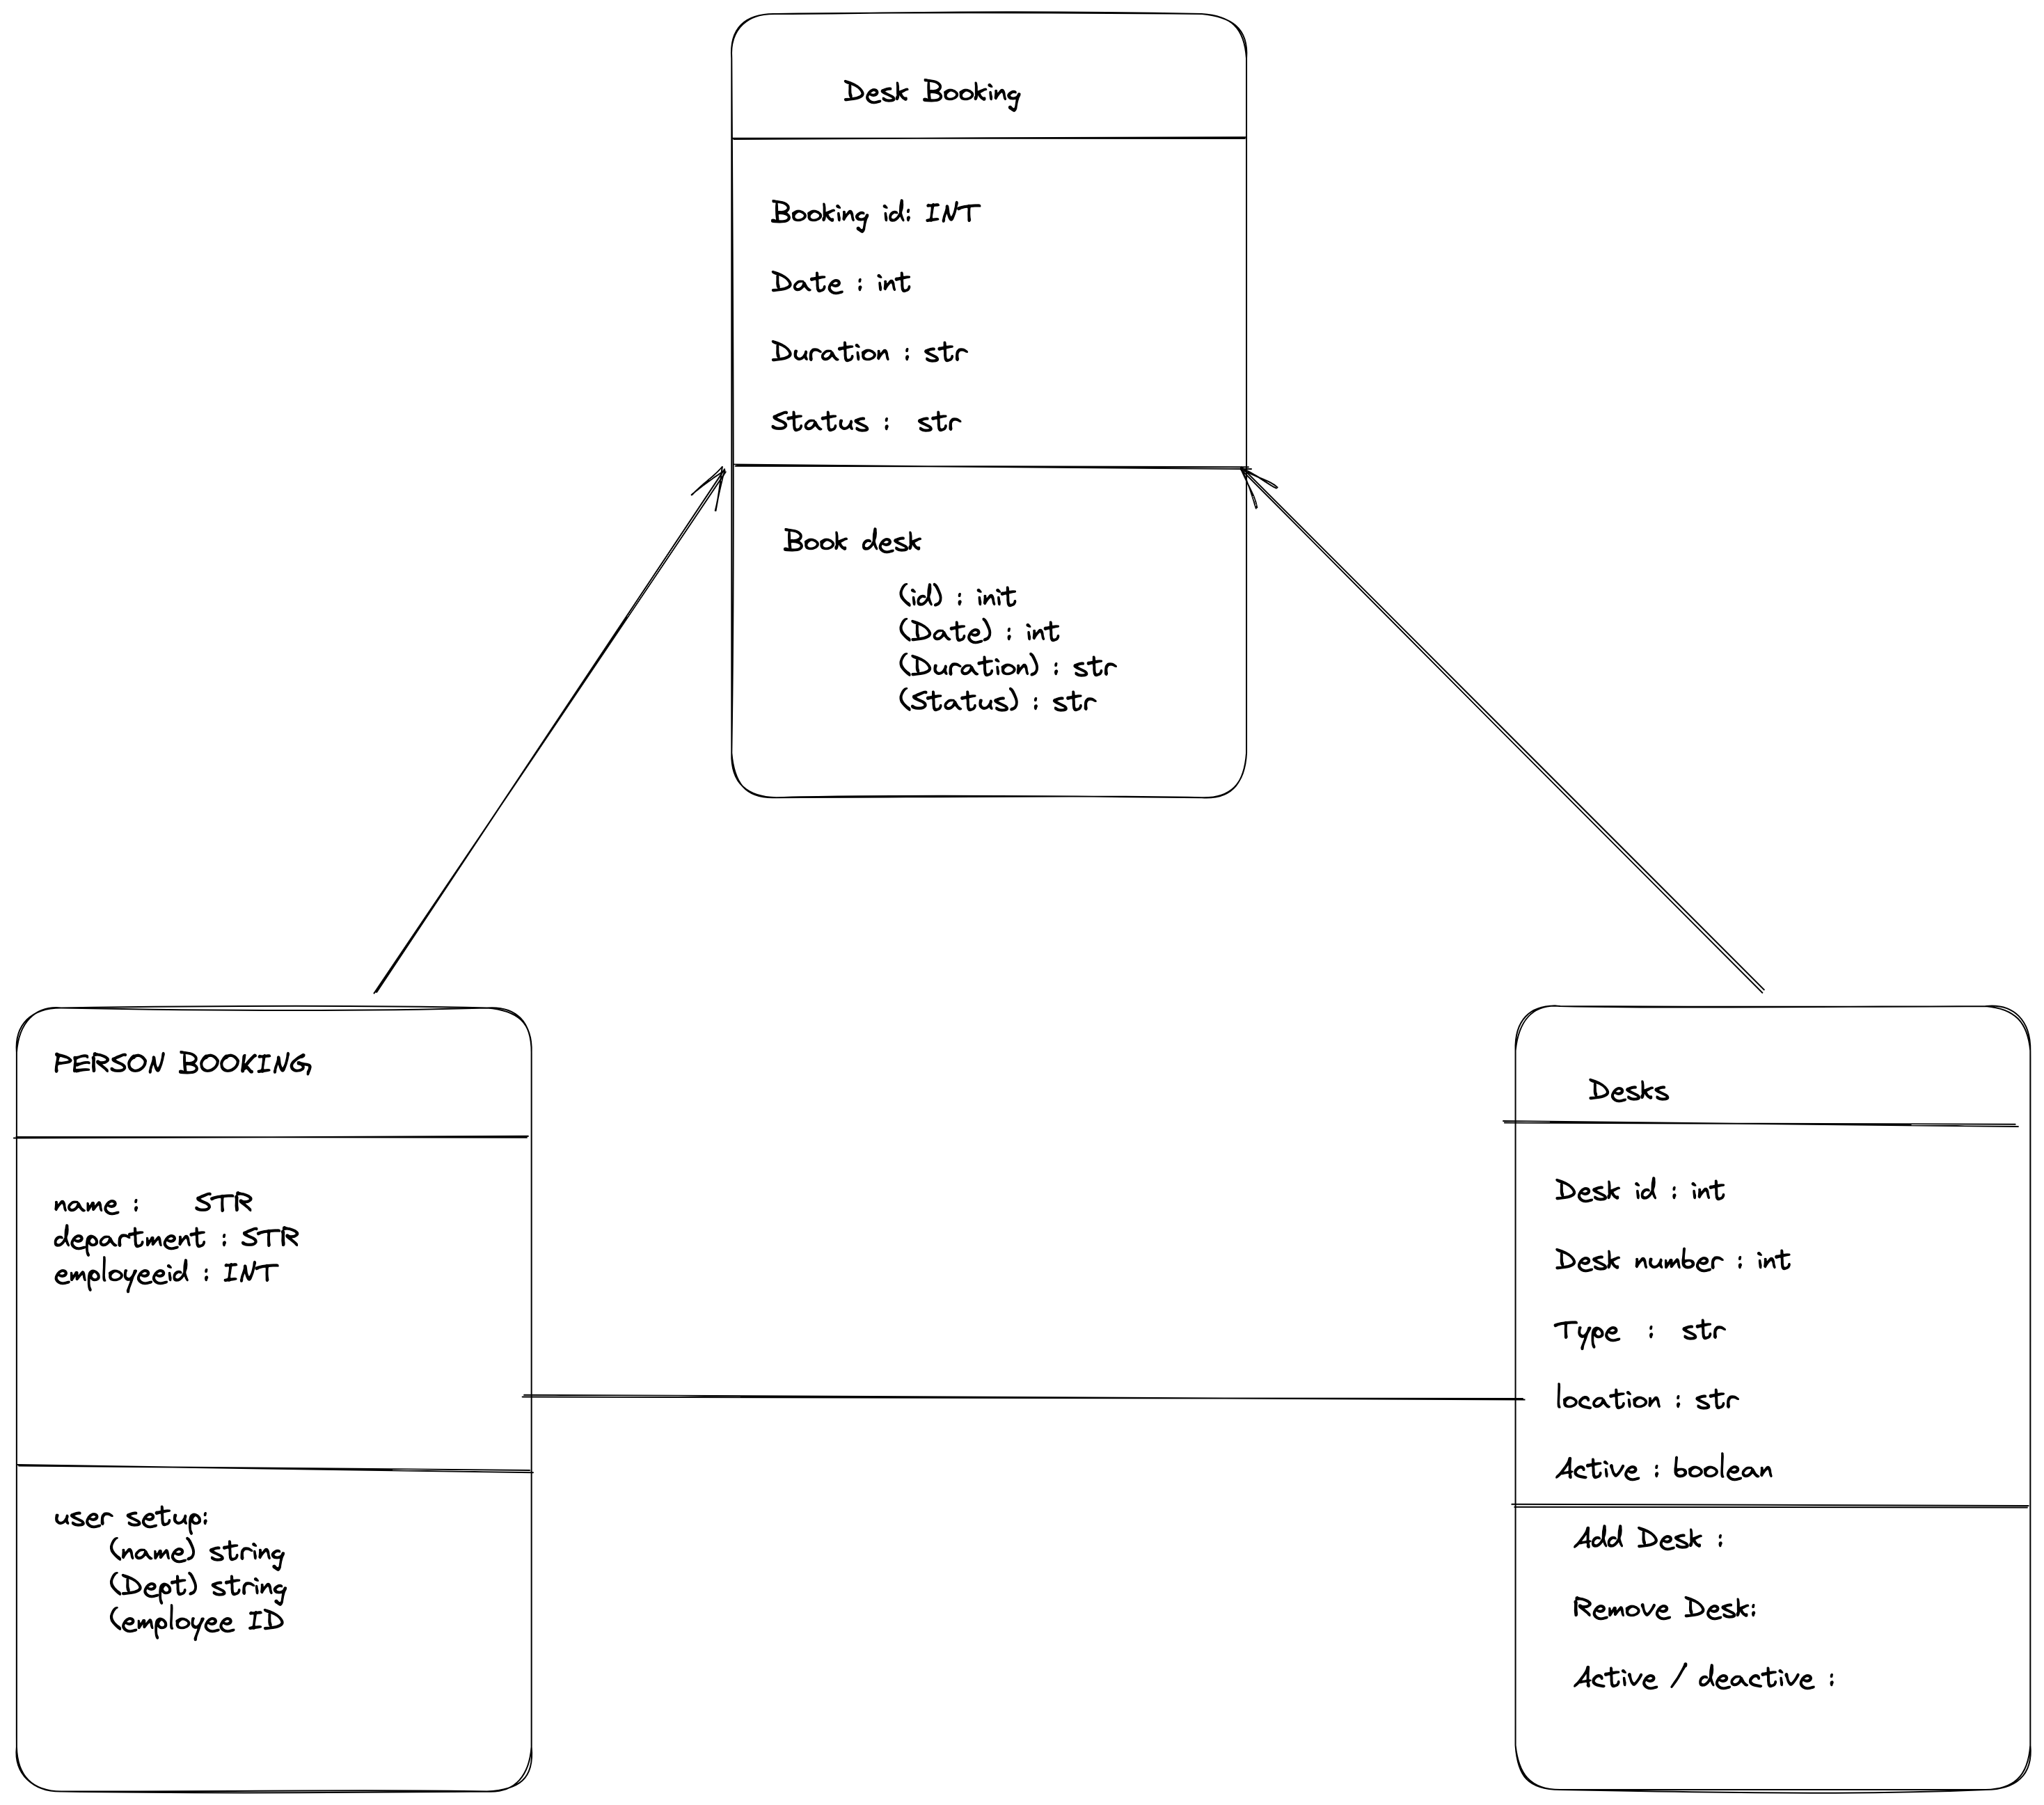 Desk Booking
Booking id: INT
Date : int
Duration : str
Status : str
Book desk
(id) : init
(Date) : int
(Duration) : str
(Status) : str
PERSON BOOKING
name : STR
department : STR
employeeid : INT
user setup:
(name) string
(Dept) string
(employee ID
Desks
Desk id : int
Desk number : int
Type : str
location : str
Active : boolean
Add Desk :
Remove Desk:
Active / deactive :